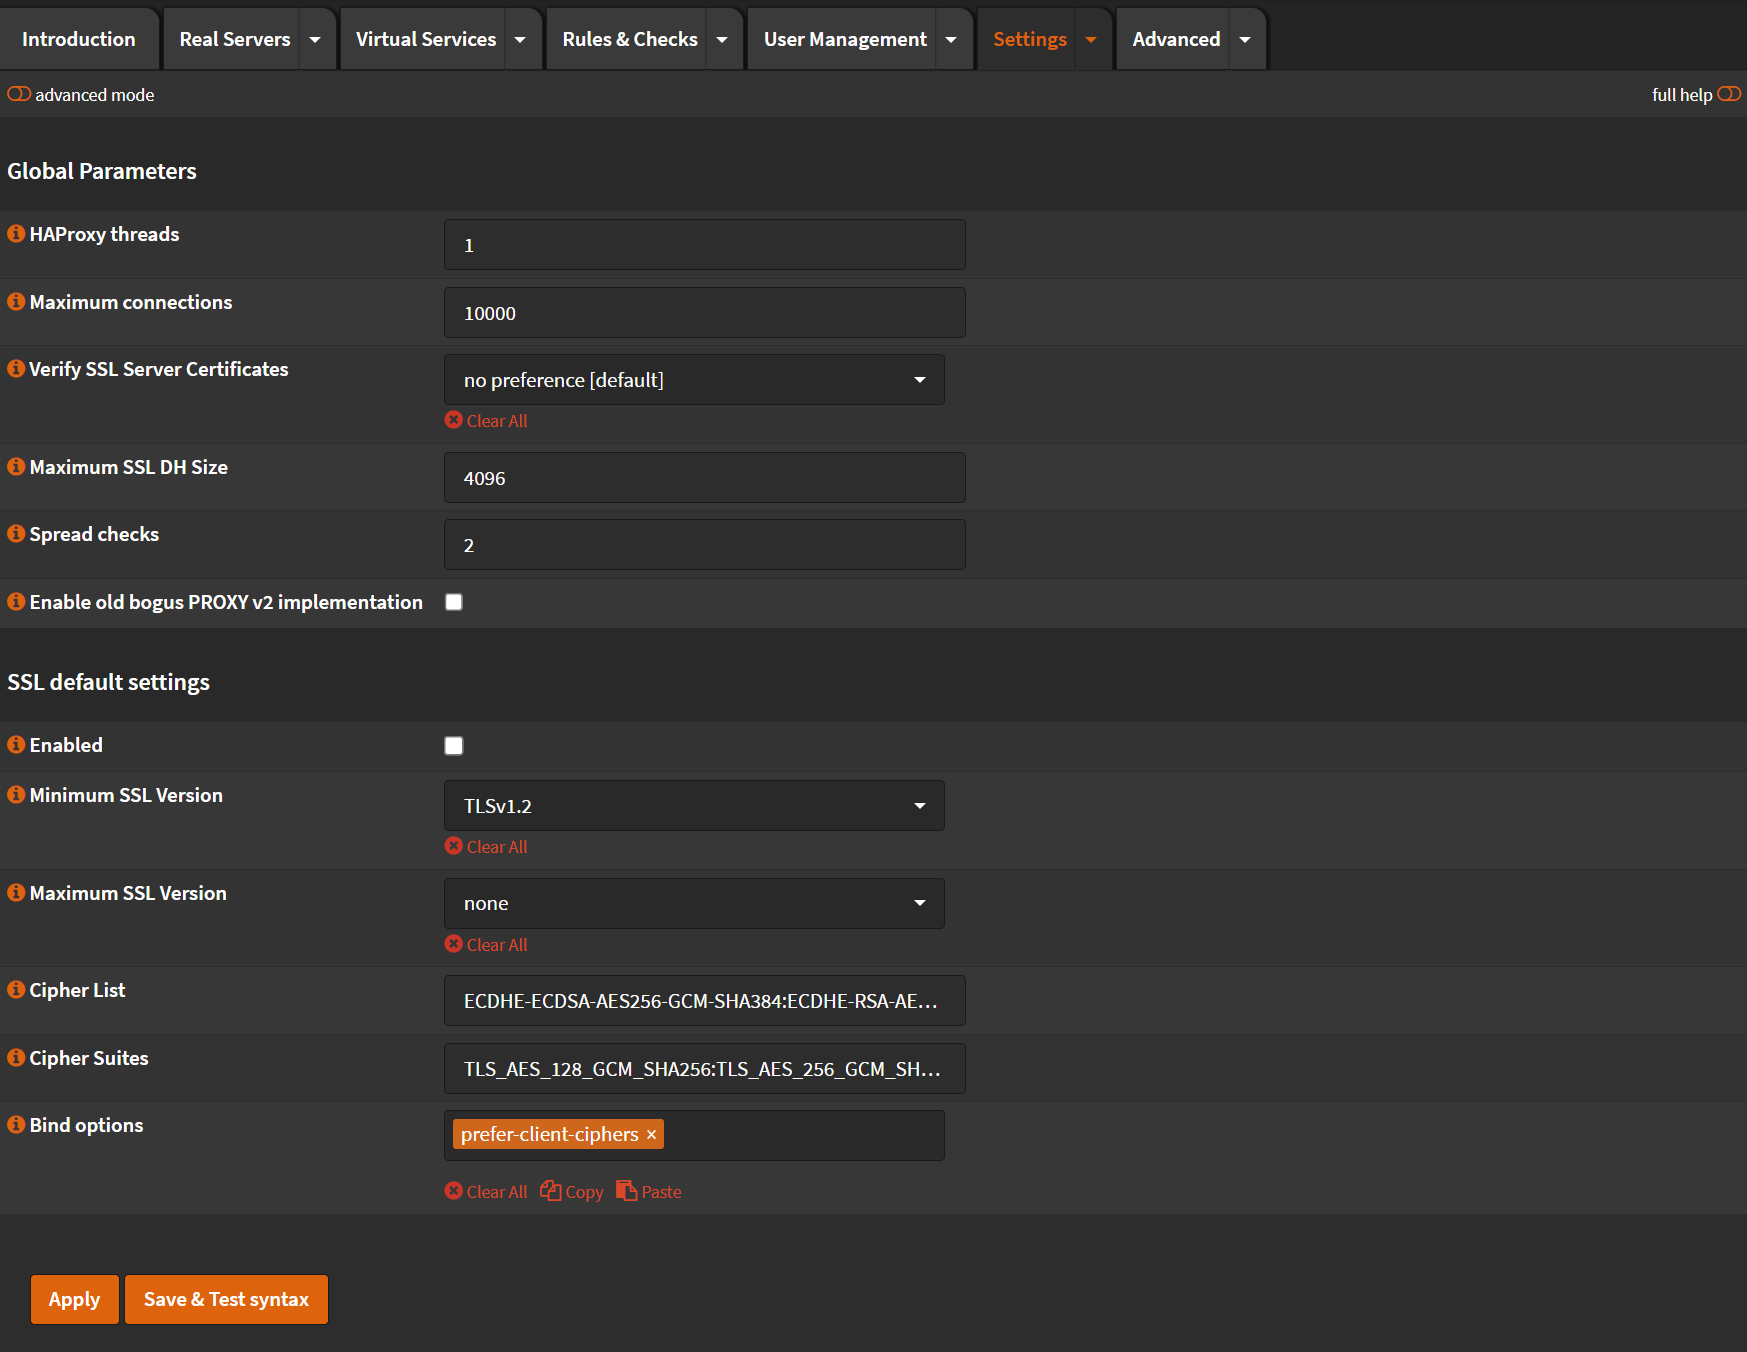 Introduction Real Servers Virtual Services Rules & Checks User Management Settings Advanced
advanced mode full help
Global Parameters
HAProxy threads 1
Maximum connections 10000
Verify SSL Server Certificates no preference [default]
Clear All
Maximum SSL DH Size 4096
Spread checks 2
Enable old bogus PROXY v2 implementation
SSL default settings
Enabled
Minimum SSL Version TLSv1.2
Clear All
Maximum SSL Version none
Clear All
Cipher List ECDHE-ECDSA-AES256-GCM-SHA384:ECDHE-RSA-AE...
Cipher Suites TLS_AES_128_GCM_SHA256:TLS_AES_256_GCM_SH...
Bind options prefer-client-ciphers ×
Clear All Copy Paste
Apply Save & Test syntax